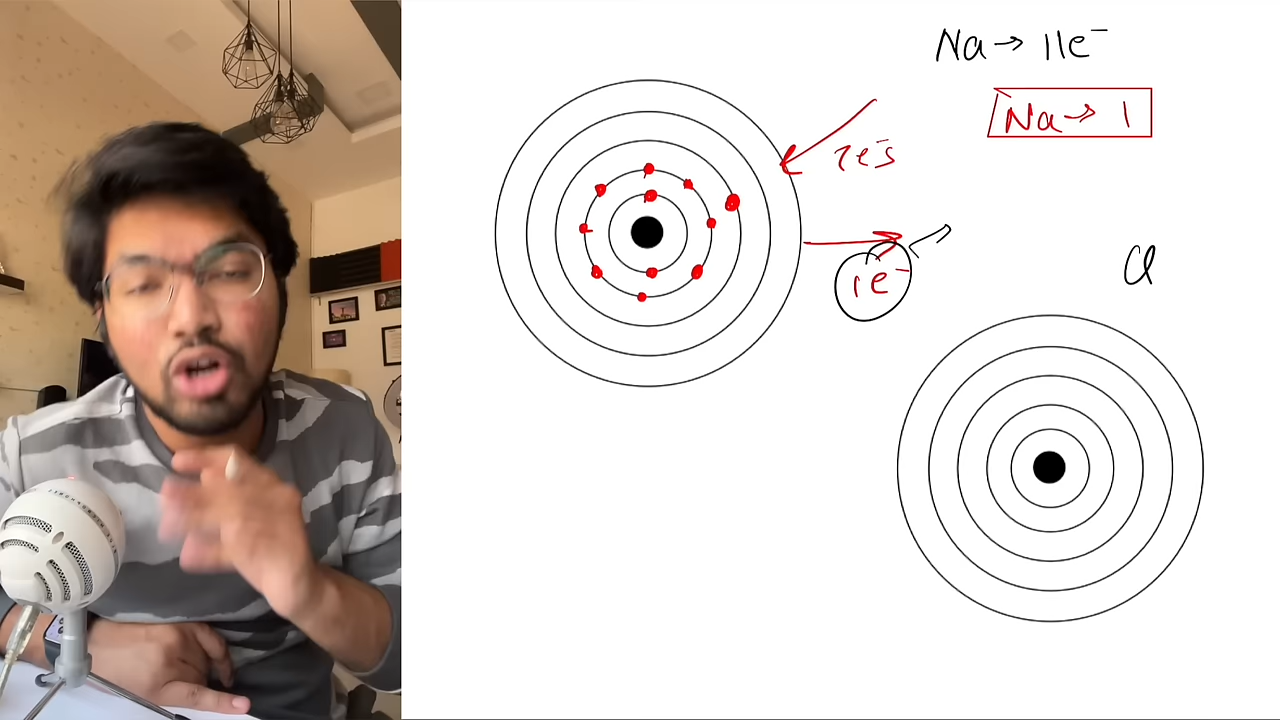 Na → 11e⁻
Na → 1
7e⁻s
1e⁻
Cl